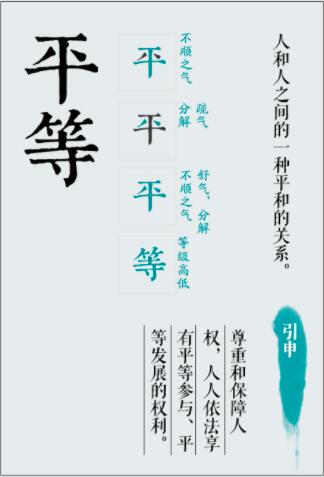 平等
平
不顺之气
平
疏气
分解
平
舒气，分解
不顺之气
等
等级高低
人和人之间的一种平和的关系。
引申
尊重和保障人
权，人人依法享
有平等参与、平
等发展的权利。